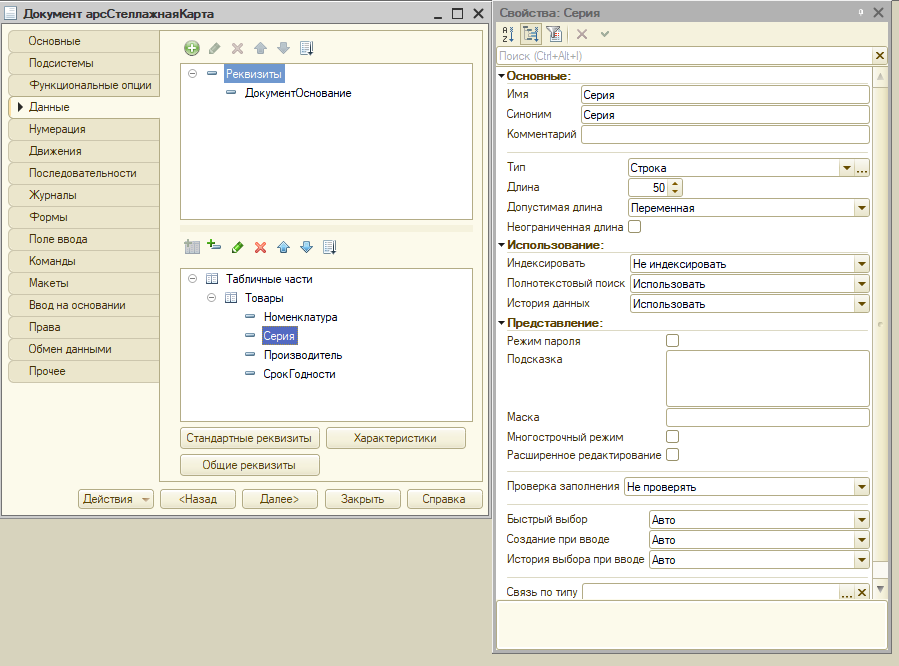 Документ арсСтеллажнаяКарта
Основные
Подсистемы
Функциональные опции
Данные
Нумерация
Движения
Последовательности
Журналы
Формы
Поле ввода
Команды
Макеты
Ввод на основании
Права
Обмен данными
Прочее
Реквизиты
ДокументОснование
Табличные части
Товары
Номенклатура
Серия
Производитель
СрокГодности
Стандартные реквизиты
Характеристики
Общие реквизиты
Действия
<Назад
Далее>
Закрыть
Справка
Свойства: Серия
Поиск (Ctrl+Alt+I)
Основные:
Имя Серия
Синоним Серия
Комментарий
Тип Строка
Длина 50
Допустимая длина Переменная
Неограниченная длина
Использование:
Индексировать Не индексировать
Полнотекстовый поиск Использовать
История данных Использовать
Представление:
Режим пароля
Подсказка
Маска
Многострочный режим
Расширенное редактирование
Проверка заполнения Не проверять
Быстрый выбор Авто
Создание при вводе Авто
История выбора при вводе Авто
Связь по типу